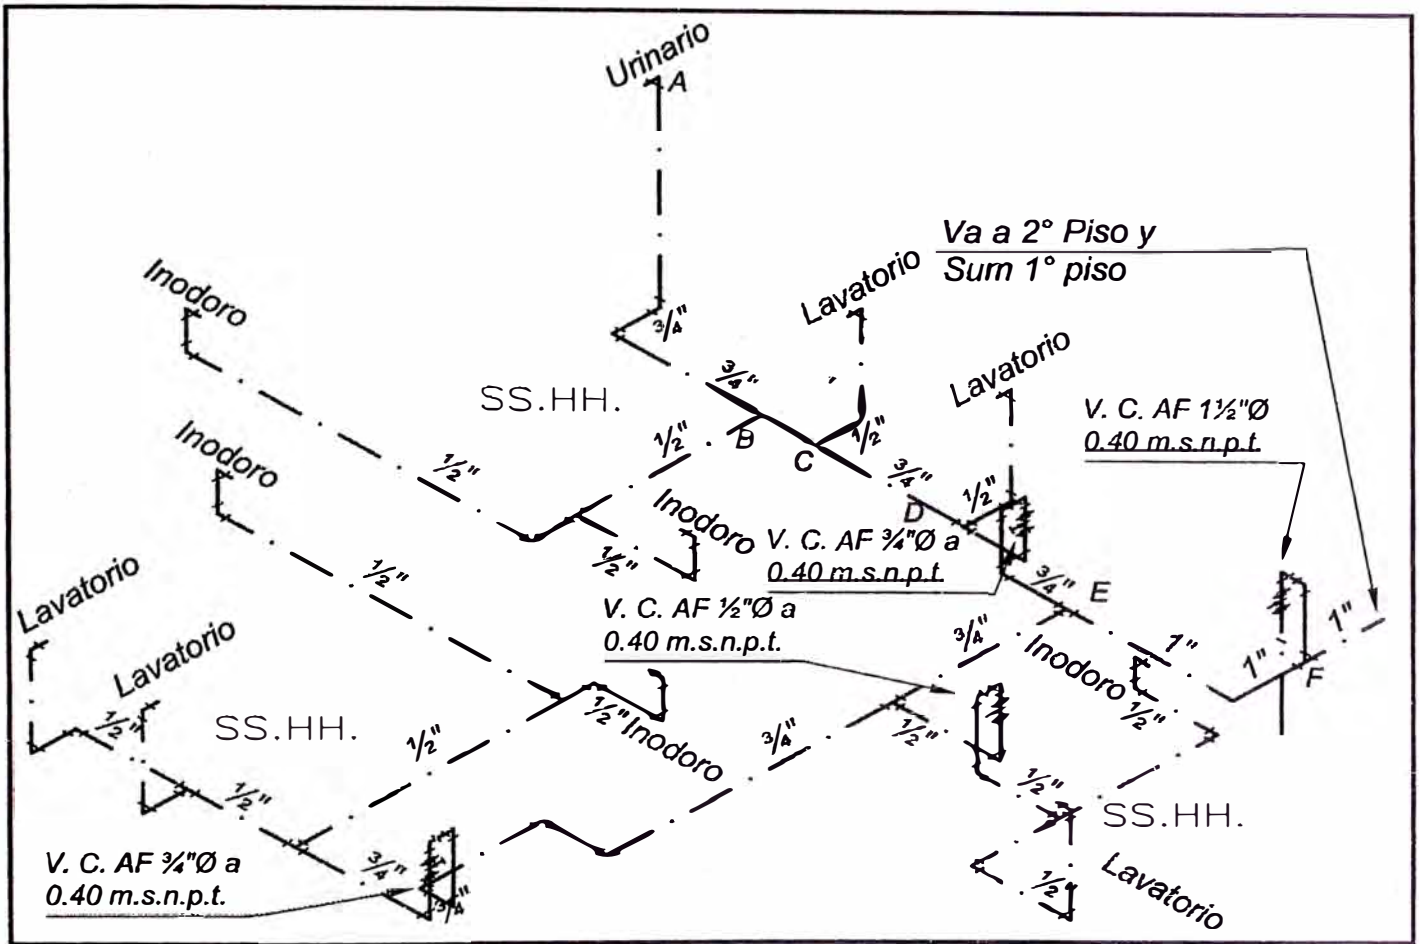 Urinario
A
Va a 2° Piso y
Sum 1° piso
Inodoro
Lavatorio
3/4"
Lavatorio
3/4"
SS.HH.
V. C. AF 1½"Ø
0.40 m.s.n.p.t.
Inodoro
1/2"
B
1/2"
C
1/2"
3/4"
1/2"
D
Inodoro
V. C. AF ¾"Ø a
0.40 m.s.n.p.t.
1/2"
1/2"
3/4"
E
Lavatorio
V. C. AF ½"Ø a
0.40 m.s.n.p.t.
3/4"
Inodoro
1"
1"
1"
F
Lavatorio
1/2"
SS.HH.
1/2"
1/2"
Inodoro
3/4"
1/2"
1/2"
1/2"
1/2"
SS.HH.
V. C. AF ¾"Ø a
0.40 m.s.n.p.t.
3/4"
3/4"
1/2"
Lavatorio